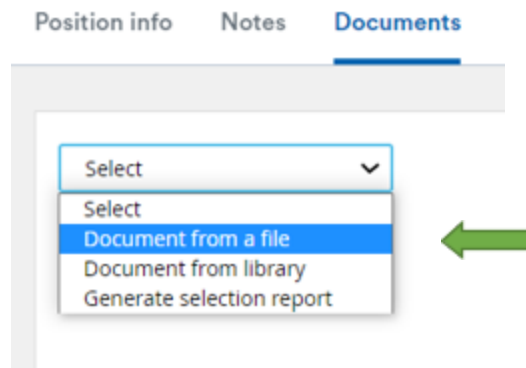 Position info Notes Documents
Select
Select
Document from a file
Document from library
Generate selection report